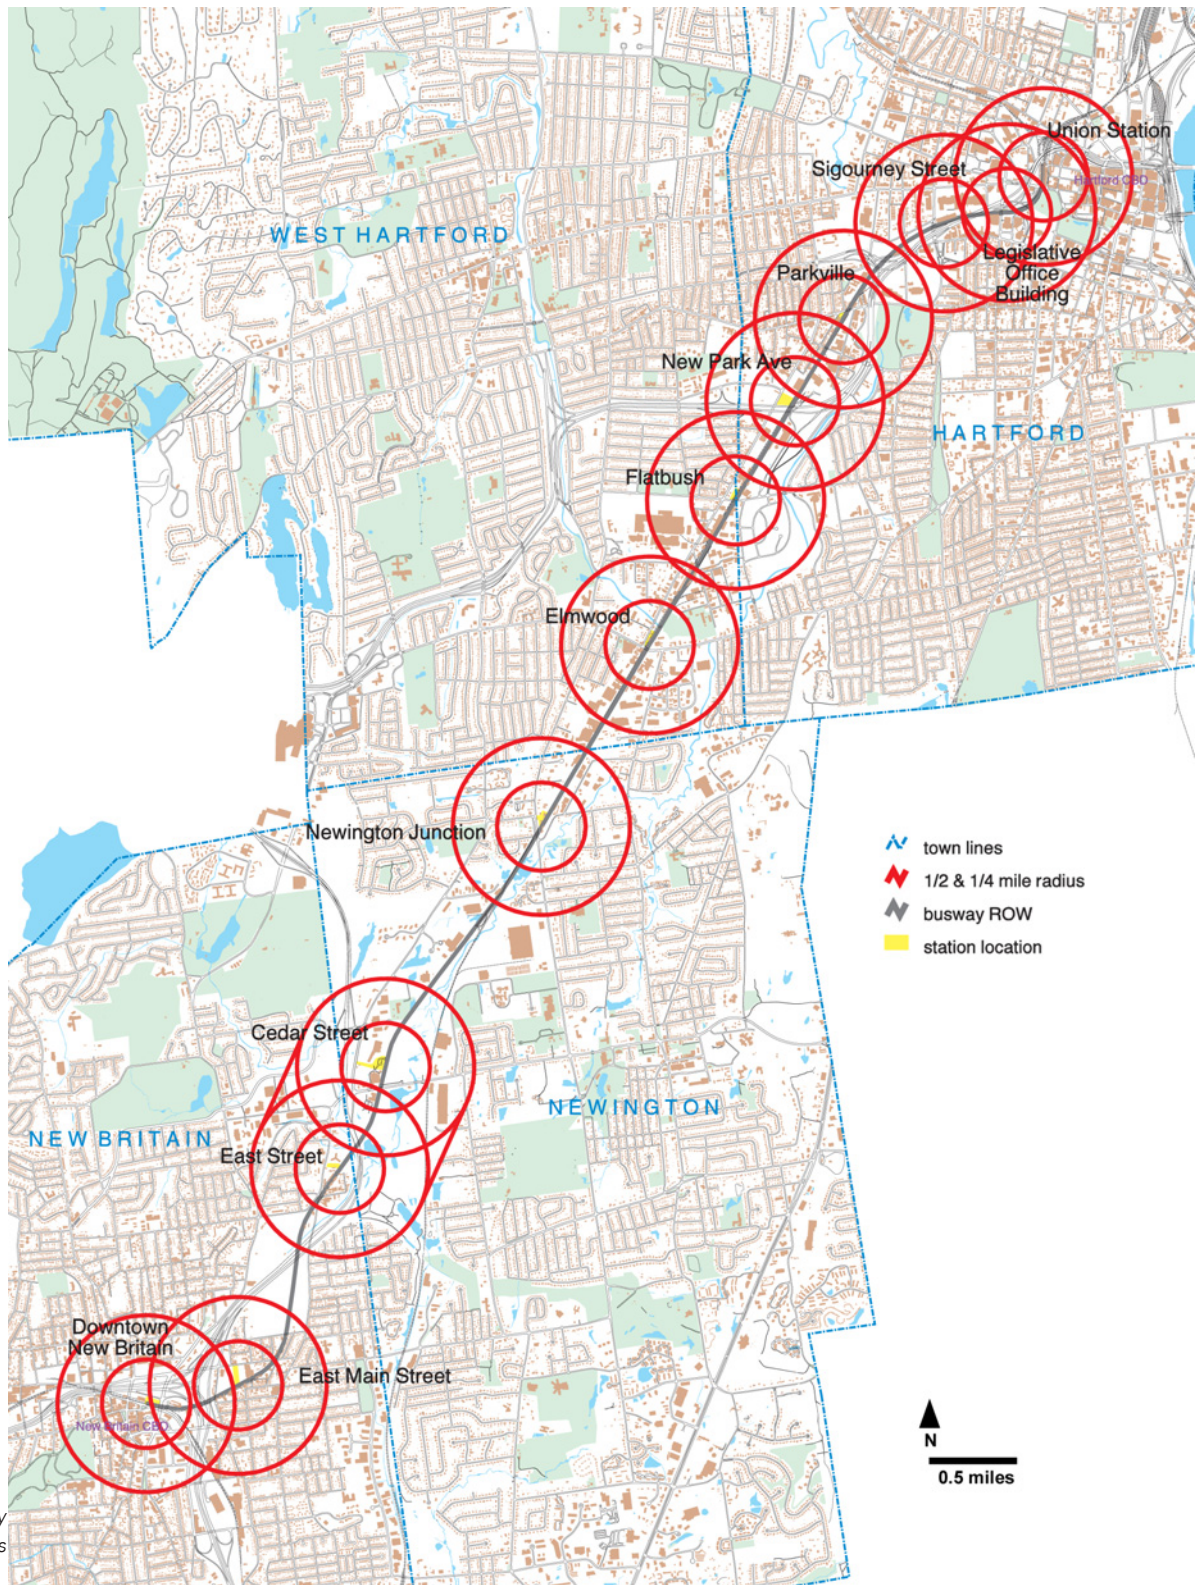 Union Station
Sigourney Street
Hartford CBD
WEST HARTFORD
Legislative
Office
Building
Parkville
New Park Ave
HARTFORD
Flatbush
Elmwood
Newington Junction
town lines
1/2 & 1/4 mile radius
busway ROW
station location
Cedar Street
NEWINGTON
NEW BRITAIN
East Street
Downtown
New Britain
East Main Street
New Britain CBD
N
0.5 miles
y
s